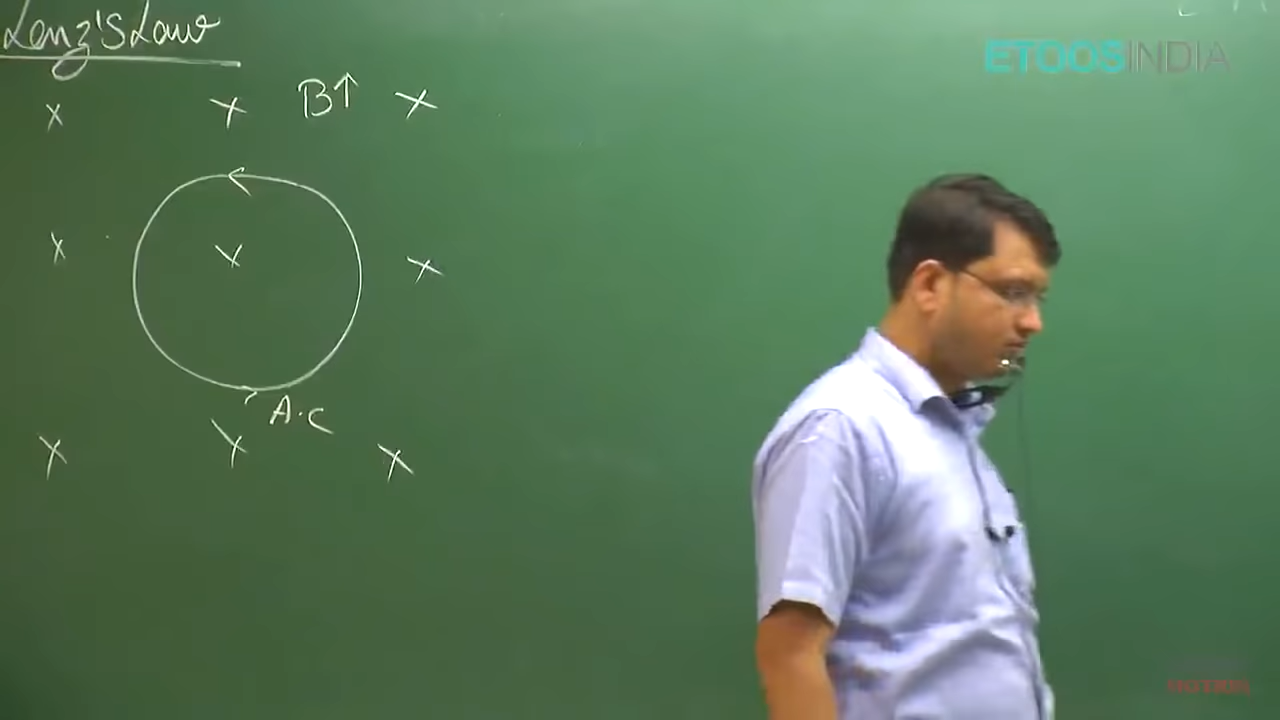 Lenz's Law
ETOOSINDIA
x x B↑ x
x x x
A.C
x x x